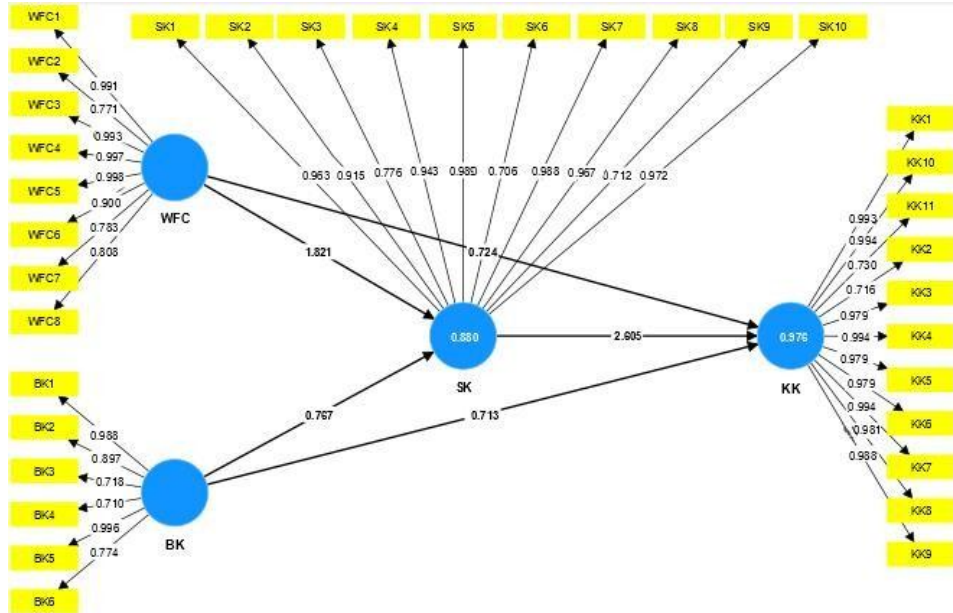 WFC1
WFC2
WFC3
WFC4
WFC5
WFC6
WFC7
WFC8
0.991
0.771
0.993
0.997
0.998
0.900
0.783
0.808
WFC
SK1 SK2 SK3 SK4 SK5 SK6 SK7 SK8 SK9 SK10
0.963 0.915 0.776 0.943 0.980 0.706 0.988 0.967 0.712 0.972
1.821
0.724
0.880
SK
2.605
0.976
KK
0.767
0.713
BK1
BK2
BK3
BK4
BK5
BK6
0.988
0.897
0.718
0.710
0.996
0.774
BK
KK1
KK10
KK11
KK2
KK3
KK4
KK5
KK6
KK7
KK8
KK9
0.993
0.994
0.730
0.716
0.979
0.994
0.979
0.979
0.994
0.981
0.988